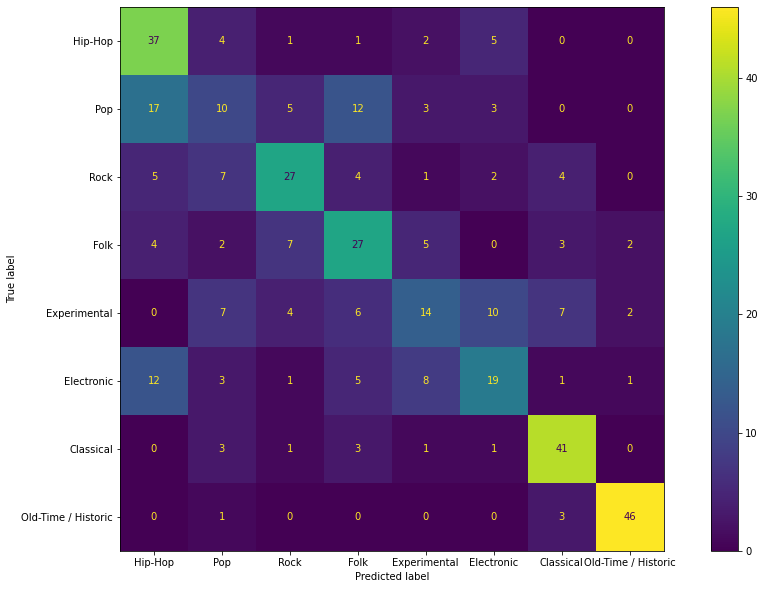 Hip-Hop 37 4 1 1 2 5 0 0
Pop 17 10 5 12 3 3 0 0
Rock 5 7 27 4 1 2 4 0
Folk 4 2 7 27 5 0 3 2
Experimental 0 7 4 6 14 10 7 2
Electronic 12 3 1 5 8 19 1 1
Classical 0 3 1 3 1 1 41 0
Old-Time / Historic 0 1 0 0 0 0 3 46
Hip-Hop Pop Rock Folk Experimental Electronic Classical Old-Time / Historic
Predicted label
True label
40
30
20
10
0